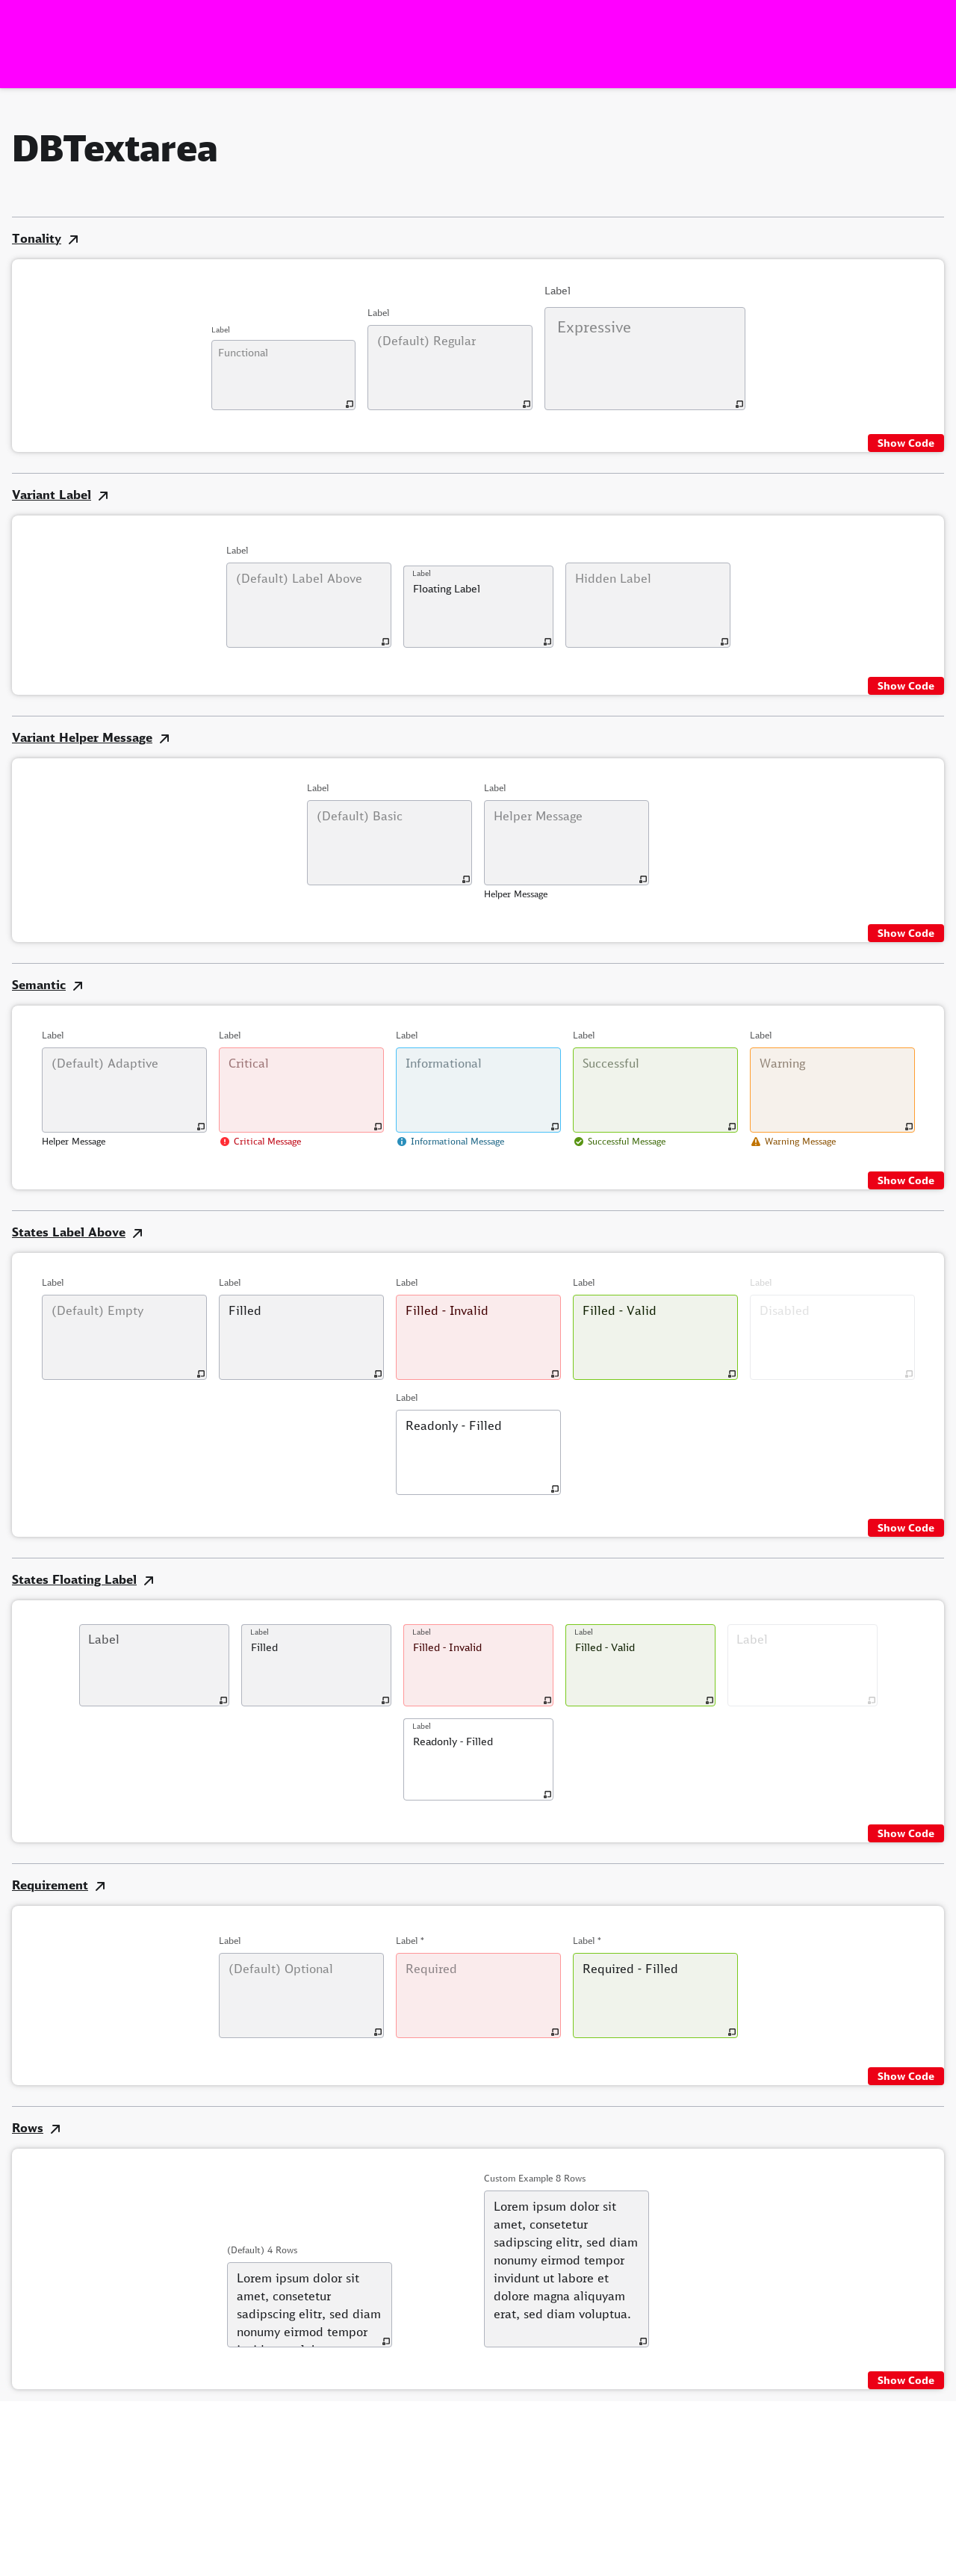 DBTextarea
Tonality
Label
Label
Label
Functional
(Default) Regular
Expressive
Show Code
Variant Label
Label
(Default) Label Above
Label
Floating Label
Hidden Label
Show Code
Variant Helper Message
Label
Label
(Default) Basic
Helper Message
Helper Message
Show Code
Semantic
Label
Label
Label
Label
Label
(Default) Adaptive
Critical
Informational
Successful
Warning
Helper Message
Critical Message
Informational Message
Successful Message
Warning Message
Show Code
States Label Above
Label
Label
Label
Label
Label
(Default) Empty
Filled
Filled - Invalid
Filled - Valid
Disabled
Label
Readonly - Filled
Show Code
States Floating Label
Label
Label
Filled
Label
Filled - Invalid
Label
Filled - Valid
Label
Label
Readonly - Filled
Show Code
Requirement
Label
Label *
Label *
(Default) Optional
Required
Required - Filled
Show Code
Rows
(Default) 4 Rows
Lorem ipsum dolor sit
amet, consetetur
sadipscing elitr, sed diam
nonumy eirmod tempor
Custom Example 8 Rows
Lorem ipsum dolor sit
amet, consetetur
sadipscing elitr, sed diam
nonumy eirmod tempor
invidunt ut labore et
dolore magna aliquyam
erat, sed diam voluptua.
Show Code